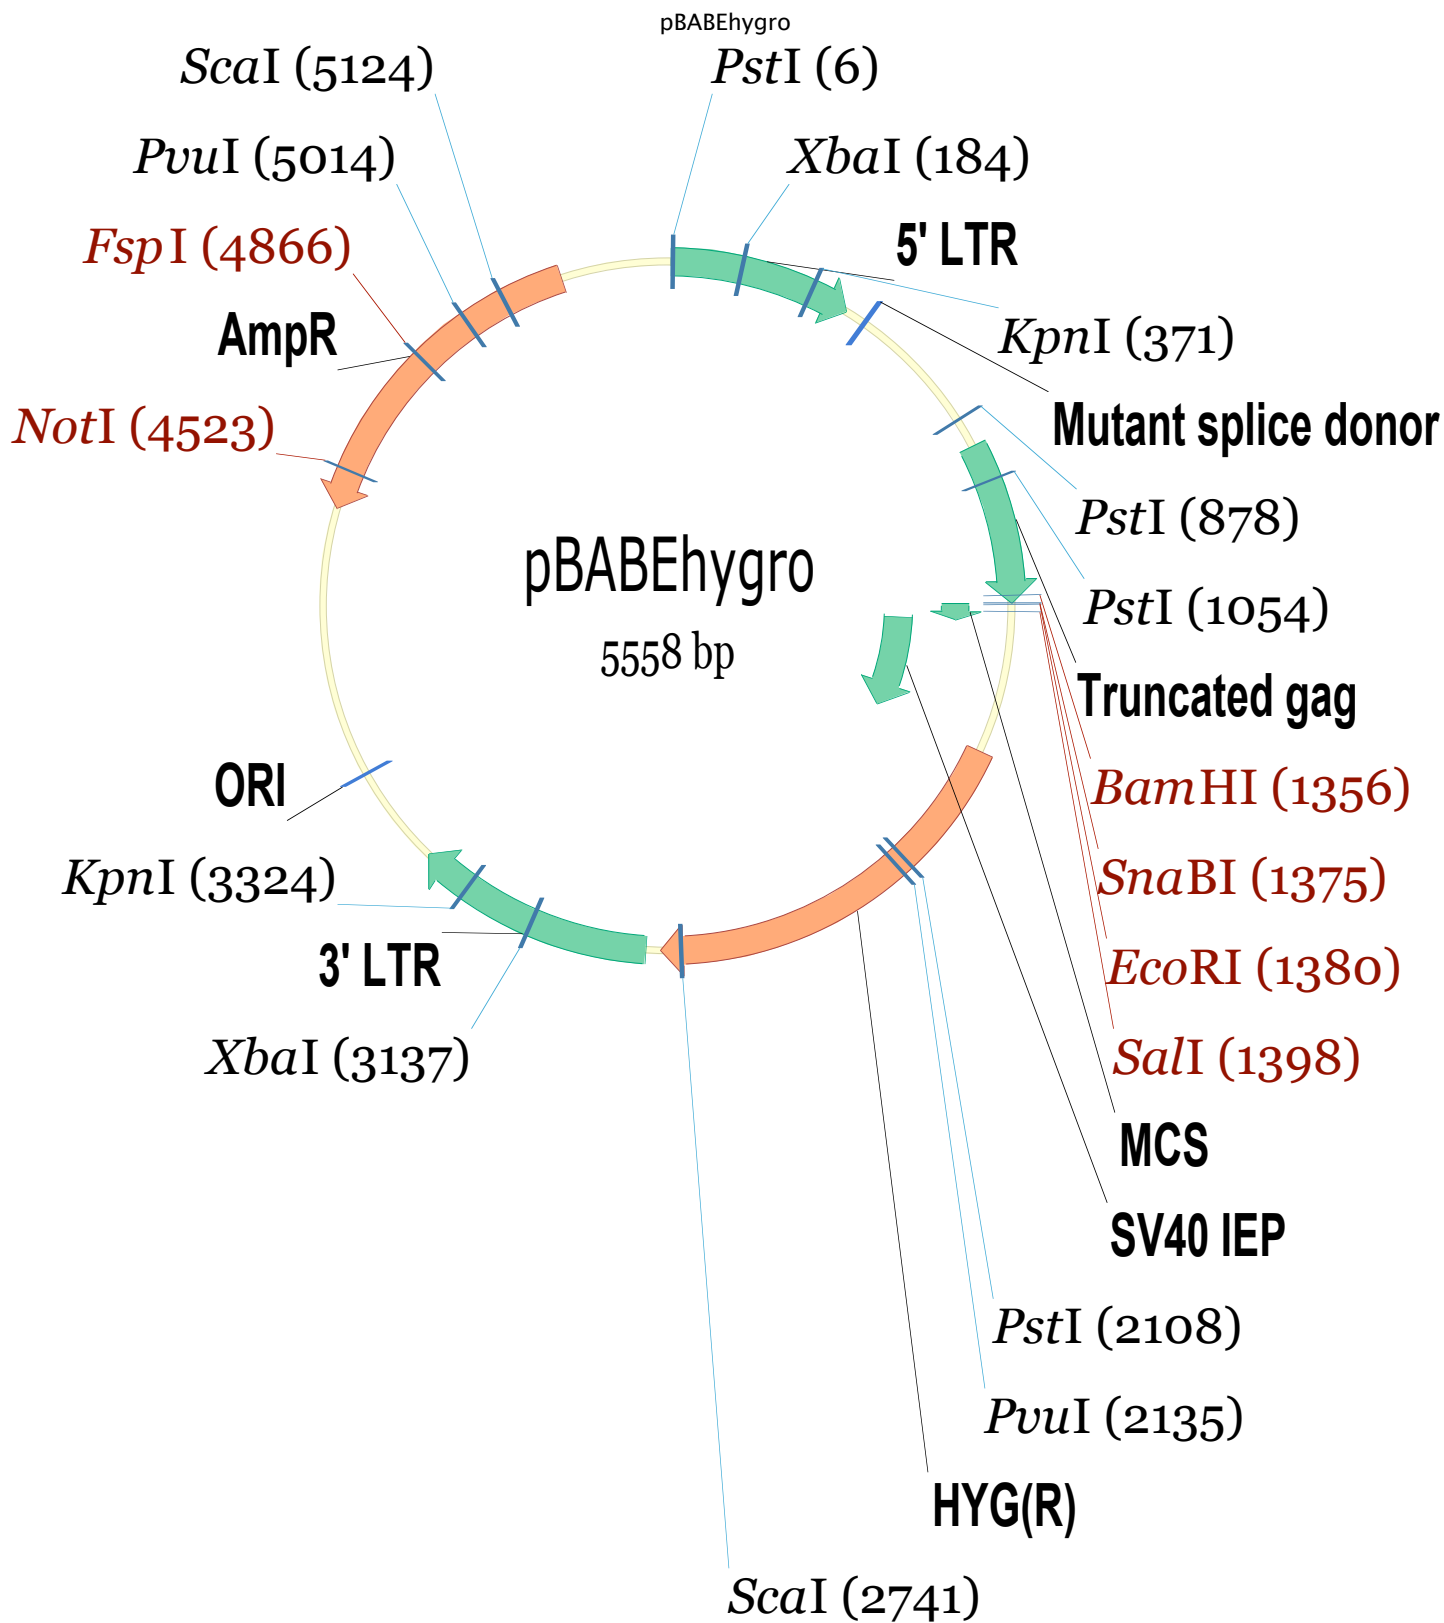 pBABEhygro
ScaI (5124)
PstI (6)
PvuI (5014)
XbaI (184)
FspI (4866)
5' LTR
AmpR
KpnI (371)
NotI (4523)
Mutant splice donor
PstI (878)
pBABEhygro
5558 bp
PstI (1054)
Truncated gag
ORI
BamHI (1356)
KpnI (3324)
SnaBI (1375)
3' LTR
EcoRI (1380)
XbaI (3137)
SalI (1398)
MCS
SV40 IEP
PstI (2108)
PvuI (2135)
HYG(R)
ScaI (2741)